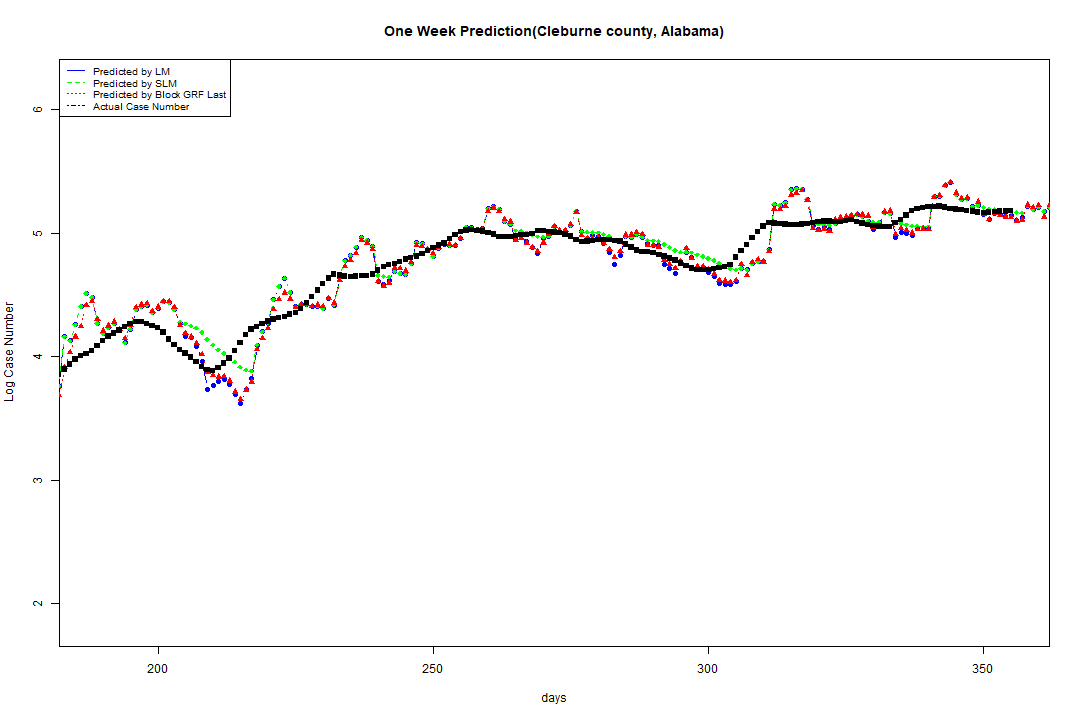 One Week Prediction(Cleburne county, Alabama)
Predicted by LM
Predicted by SLM
Predicted by Block GRF Last
Actual Case Number
Log Case Number
6
5
4
3
2
200 250 300 350
days